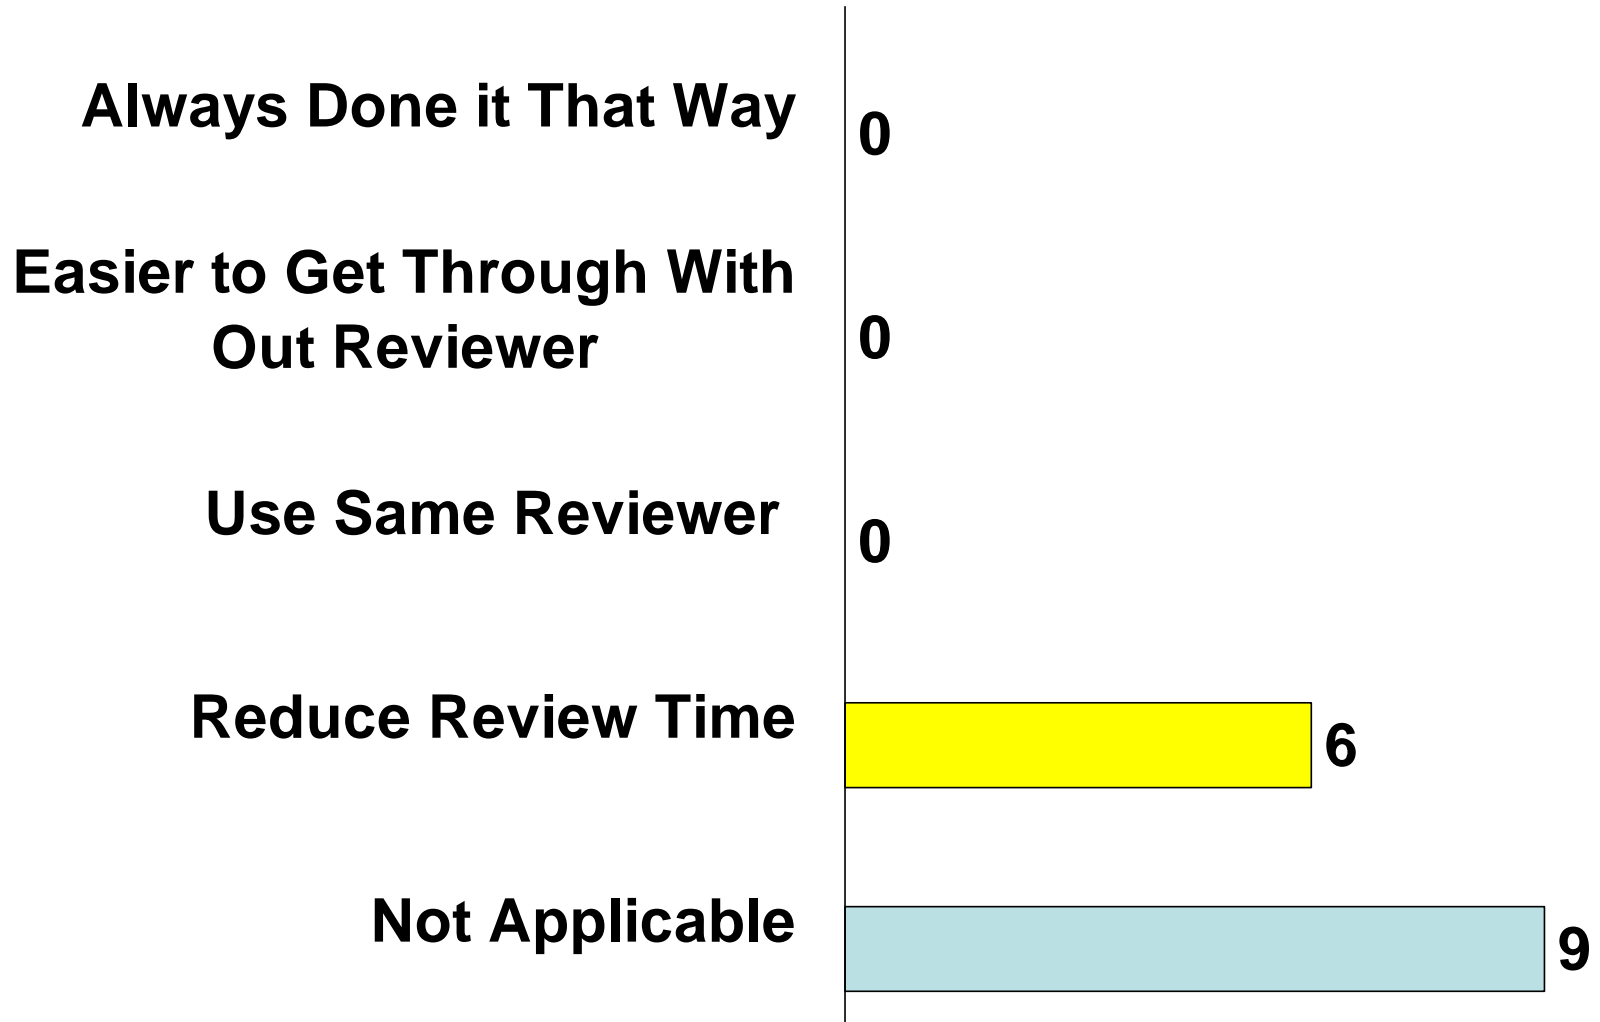 Always Done it That Way
0
Easier to Get Through With
Out Reviewer
0
Use Same Reviewer
0
Reduce Review Time
6
Not Applicable
9